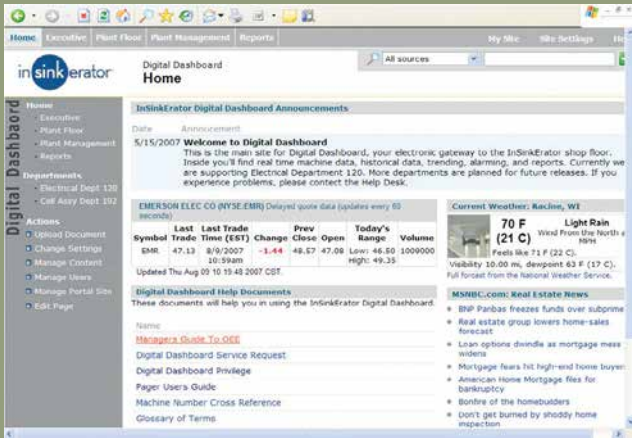 Home Executive Plant Floor Plant Management Reports
My Site Site Settings
insinkerator
Digital Dashboard
Home
All sources
Digital Dashbaord
Home
Executive
Plant Floor
Plant Management
Reports
Departments
Electrical Dept 120
Cell Assy Dept 192
Actions
Upload Document
Change Settings
Manage Content
Manage Users
Manage Portal Site
Edit Page
InSinkErator Digital Dashboard Announcements
Date Announcement
5/15/2007 Welcome to Digital Dashboard
This is the main site for Digital Dashboard, your electronic gateway to the InSinkErator shop floor.
Inside you'll find real time machine data, historical data, trending, alarming, and reports. Currently we
are supporting Electrical Department 120. More departments are planned for future releases. If you
experience problems, please contact the Help Desk.
EMERSON ELEC CO (NYSE:EMR) Delayed quote data (updates every 60
seconds)
Symbol Last Trade Last Trade Time (EST) Change Prev Close Open Today's Range Volume
EMR 47.13 8/9/2007 10:59am -1.44 48.57 47.08 Low: 46.50 High: 49.35 1009000
Updated Thu Aug 09 10 19:48 2007 CST
Digital Dashboard Help Documents
These documents will help you in using the InSinkErator Digital Dashboard.
Name
Managers Guide To OEE
Digital Dashboard Service Request
Digital Dashboard Privilege
Pager Users Guide
Machine Number Cross Reference
Glossary of Terms
Current Weather: Racine, WI
70 F
(21 C)
Light Rain
Wind From the North
MPH
Feels like 71 F (22 C).
Visibility 10.00 mi, dewpoint 63 F (17 C).
Full forcast from the National Weather Service.
MSNBC.com: Real Estate News
BNP Paribas freezes funds over subprime
Real estate group lowers home-sales
forecast
Loan options dwindle as mortgage mess
widens
Mortgage fears hit high-end home buyers
American Home Mortgage files for
bankruptcy
Bonfire of the homebuilders
Don't get burned by shoddy home
inspection